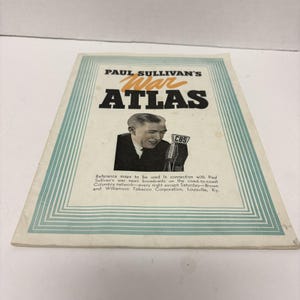 PAUL SULLIVAN'S
War
ATLAS
CBS
Reference maps to be used in connection with Paul
Sullivan's war news broadcasts on the coast-to-coast
Columbia network—every night except Saturday—Brown
and Williamson Tobacco Corporation, Louisville, Ky.